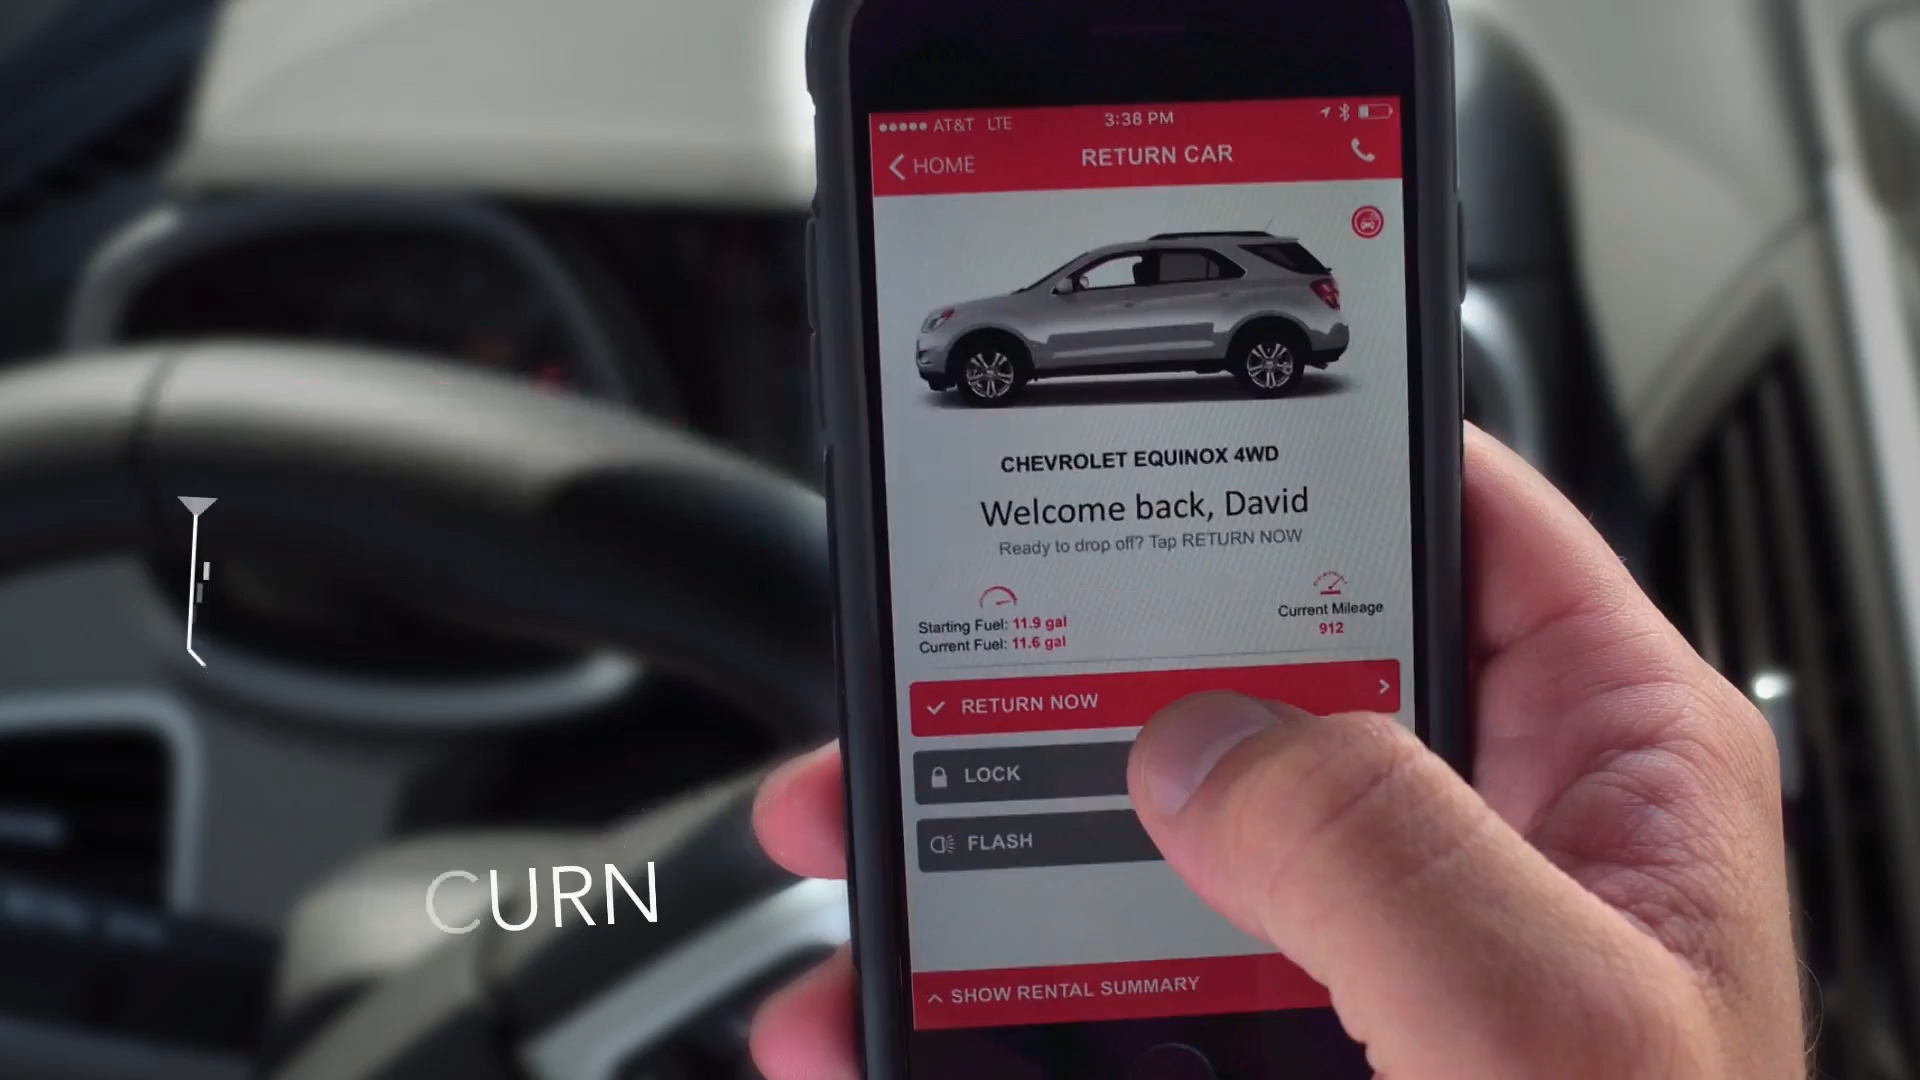 AT&T LTE 3:38 PM
HOME RETURN CAR
CHEVROLET EQUINOX 4WD
Welcome back, David
Ready to drop off? Tap RETURN NOW
Starting Fuel: 11.9 gal
Current Fuel: 11.6 gal
Current Mileage
912
RETURN NOW
LOCK
FLASH
SHOW RENTAL SUMMARY
CURN